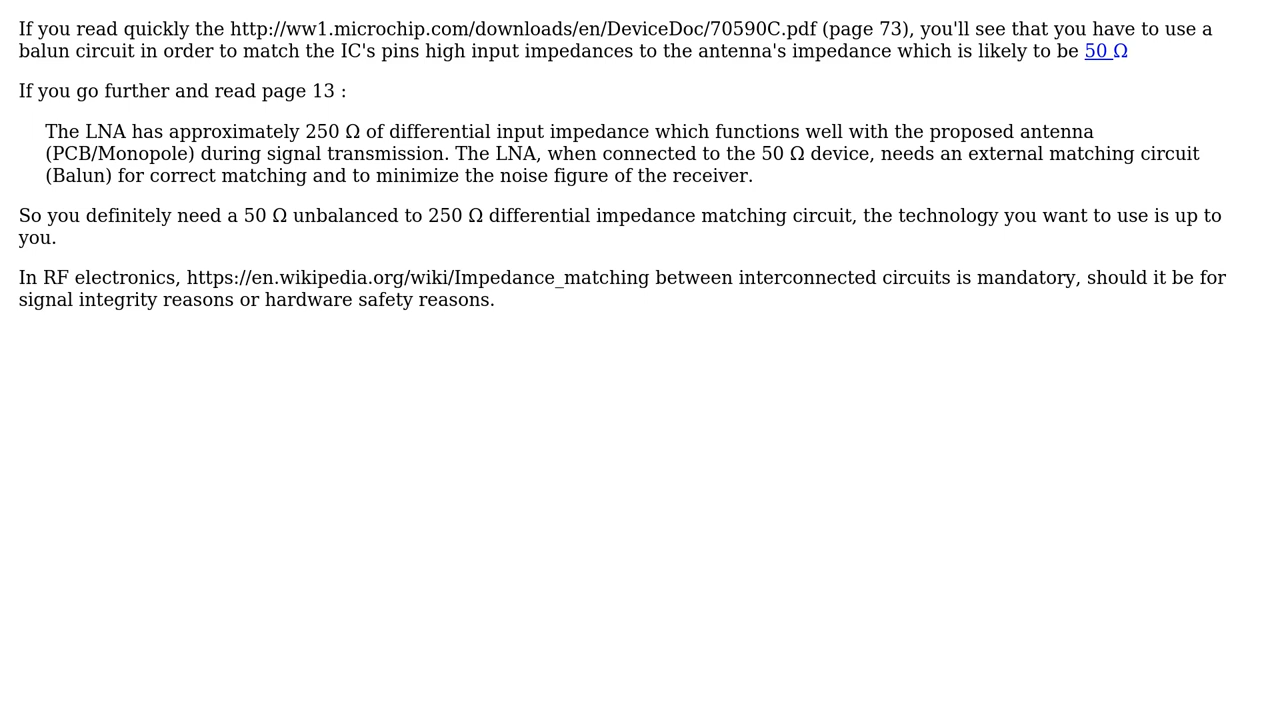 If you read quickly the http://ww1.microchip.com/downloads/en/DeviceDoc/70590C.pdf (page 73), you'll see that you have to use a
balun circuit in order to match the IC's pins high input impedances to the antenna's impedance which is likely to be 50 Ω
If you go further and read page 13 :
The LNA has approximately 250 Ω of differential input impedance which functions well with the proposed antenna
(PCB/Monopole) during signal transmission. The LNA, when connected to the 50 Ω device, needs an external matching circuit
(Balun) for correct matching and to minimize the noise figure of the receiver.
So you definitely need a 50 Ω unbalanced to 250 Ω differential impedance matching circuit, the technology you want to use is up to
you.
In RF electronics, https://en.wikipedia.org/wiki/Impedance_matching between interconnected circuits is mandatory, should it be for
signal integrity reasons or hardware safety reasons.